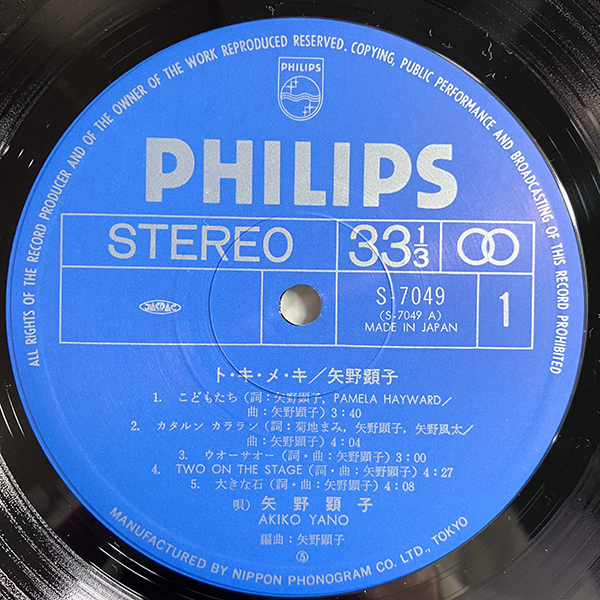 ALL RIGHTS OF THE RECORD PRODUCER AND OF THE OWNER OF THE WORK REPRODUCED RESERVED. COPYING, PUBLIC PERFORMANCE AND BROADCASTING OF THIS RECORD PROHIBITED
PHILIPS
PHILIPS
STEREO
33 1/3
JASRAC
S-7049
(S-7049 A)
MADE IN JAPAN
1
ト・キ・メ・キ/矢野顕子
1. こどもたち (詞:矢野顕子, PAMELA HAYWARD/
曲:矢野顕子) 3:40
2. カタルン カララン (詞:菊地まみ, 矢野顕子, 矢野風太/
曲:矢野顕子) 4:04
3. ウオーサオー (詞・曲:矢野顕子) 3:00
4. TWO ON THE STAGE (詞・曲:矢野顕子) 4:27
5. 大きな石 (詞・曲:矢野顕子) 4:08
唄) 矢野顕子
AKIKO YANO
編曲:矢野顕子
⑤
MANUFACTURED BY NIPPON PHONOGRAM CO. LTD., TOKYO